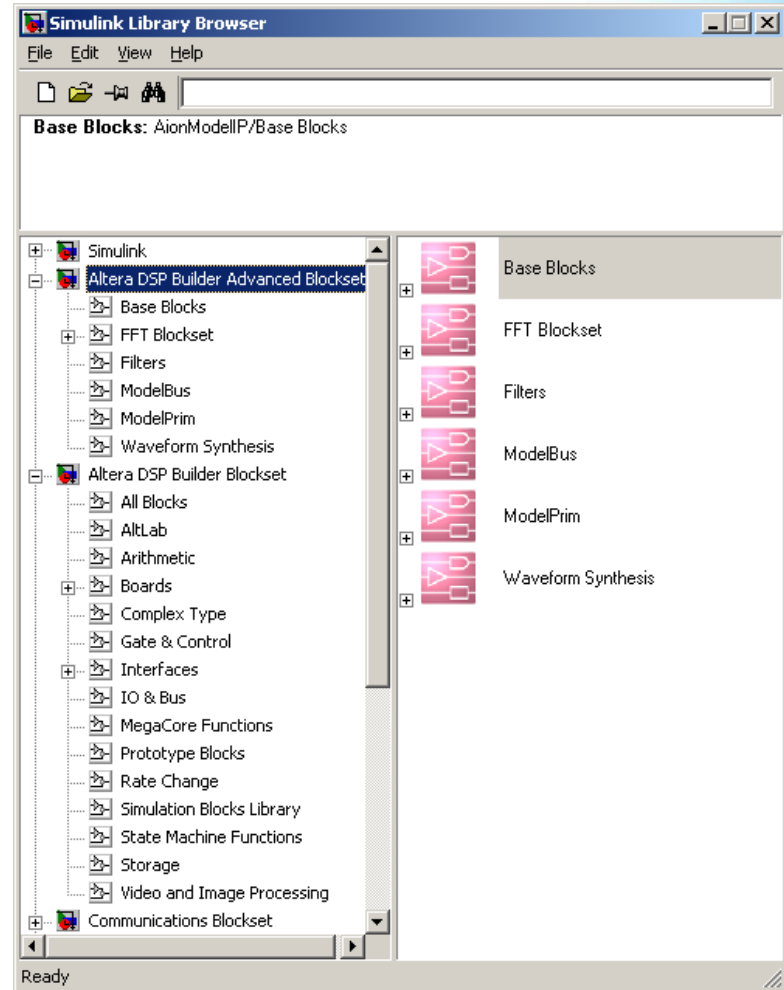 Simulink Library Browser
File Edit View Help
Base Blocks: AionModelIP/Base Blocks
Simulink
Altera DSP Builder Advanced Blockset
Base Blocks
FFT Blockset
Filters
ModelBus
ModelPrim
Waveform Synthesis
Altera DSP Builder Blockset
All Blocks
AltLab
Arithmetic
Boards
Complex Type
Gate & Control
Interfaces
IO & Bus
MegaCore Functions
Prototype Blocks
Rate Change
Simulation Blocks Library
State Machine Functions
Storage
Video and Image Processing
Communications Blockset
Base Blocks
FFT Blockset
Filters
ModelBus
ModelPrim
Waveform Synthesis
Ready